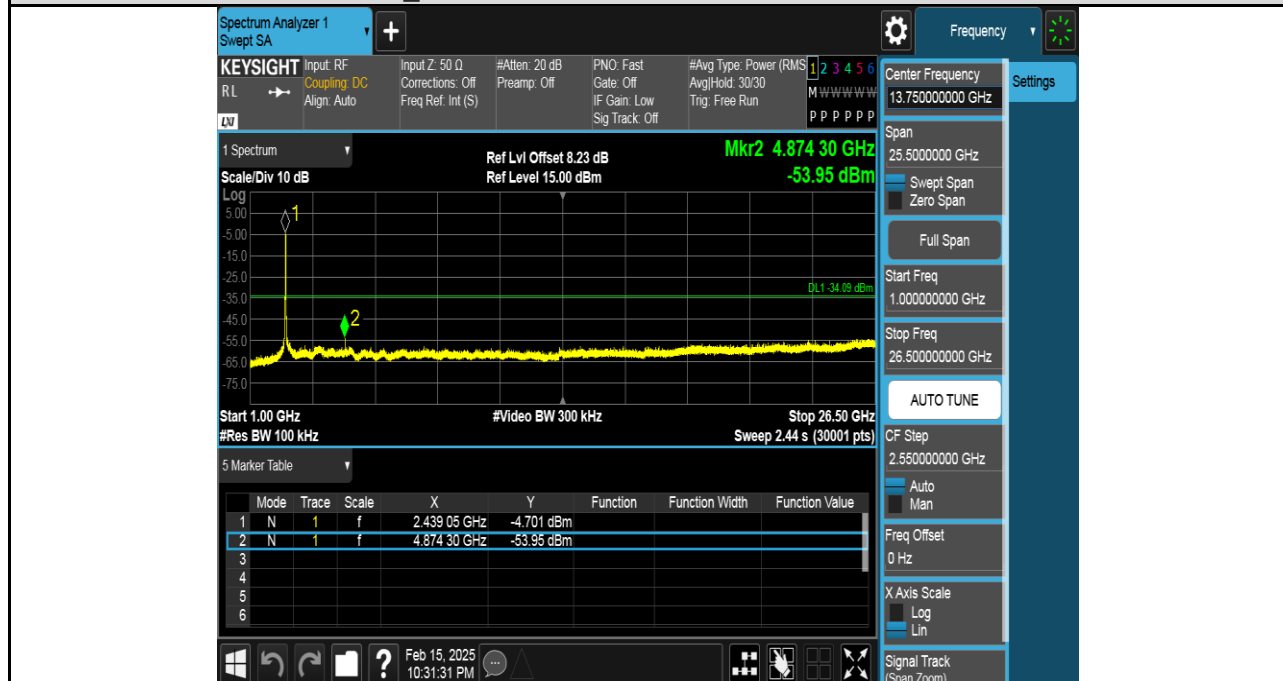 Spectrum Analyzer 1
Swept SA
+
Frequency
KEYSIGHT
RL
LXI
Input: RF
Coupling: DC
Align: Auto
Input Z: 50 Ω
Corrections: Off
Freq Ref: Int (S)
#Atten: 20 dB
Preamp: Off
PNO: Fast
Gate: Off
IF Gain: Low
Sig Track: Off
#Avg Type: Power (RMS
Avg|Hold: 30/30
Trig: Free Run
1 2 3 4 5 6
M W W W W W
P P P P P P
1 Spectrum
Scale/Div 10 dB
Ref Lvl Offset 8.23 dB
Ref Level 15.00 dBm
Mkr2 4.874 30 GHz
-53.95 dBm
Log
5.00
-5.00
-15.0
-25.0
-35.0
-45.0
-55.0
-65.0
-75.0
1
2
DL1 -34.09 dBm
Start 1.00 GHz
#Video BW 300 kHz
Stop 26.50 GHz
#Res BW 100 kHz
Sweep 2.44 s (30001 pts)
5 Marker Table
Mode Trace Scale X Y Function Function Width Function Value
1 N 1 f 2.439 05 GHz -4.701 dBm
2 N 1 f 4.874 30 GHz -53.95 dBm
3
4
5
6
Feb 15, 2025
10:31:31 PM
Center Frequency
13.750000000 GHz
Settings
Span
25.5000000 GHz
Swept Span
Zero Span
Full Span
Start Freq
1.000000000 GHz
Stop Freq
26.500000000 GHz
AUTO TUNE
CF Step
2.550000000 GHz
Auto
Man
Freq Offset
0 Hz
X Axis Scale
Log
Lin
Signal Track
(Span Zoom)